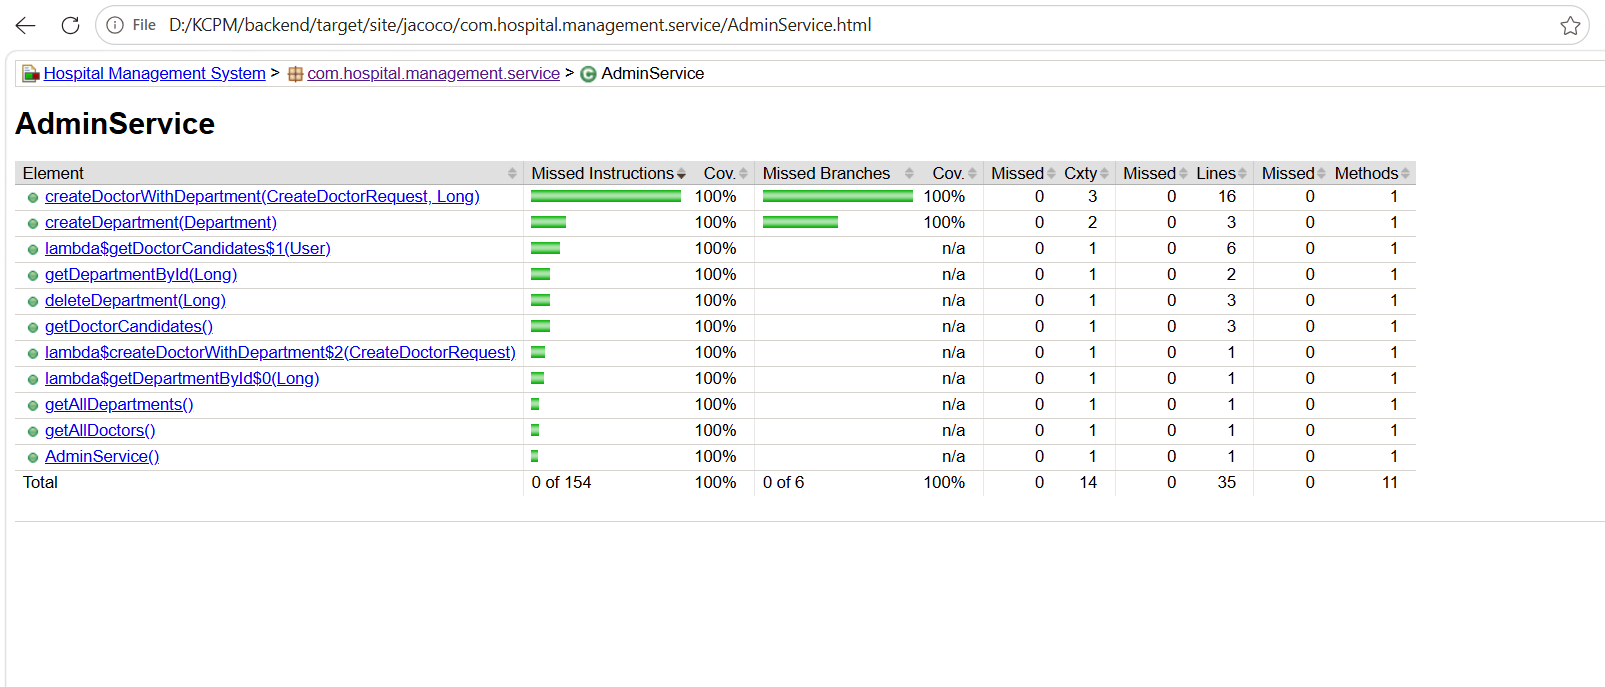 File D:/KCPM/backend/target/site/jacoco/com.hospital.management.service/AdminService.html
Hospital Management System > com.hospital.management.service > AdminService
AdminService
Element Missed Instructions Cov. Missed Branches Cov. Missed Cxty Missed Lines Missed Methods
createDoctorWithDepartment(CreateDoctorRequest, Long) 100% 100% 0 3 0 16 0 1
createDepartment(Department) 100% 100% 0 2 0 3 0 1
lambda$getDoctorCandidates$1(User) 100% n/a 0 1 0 6 0 1
getDepartmentById(Long) 100% n/a 0 1 0 2 0 1
deleteDepartment(Long) 100% n/a 0 1 0 3 0 1
getDoctorCandidates() 100% n/a 0 1 0 3 0 1
lambda$createDoctorWithDepartment$2(CreateDoctorRequest) 100% n/a 0 1 0 1 0 1
lambda$getDepartmentById$0(Long) 100% n/a 0 1 0 1 0 1
getAllDepartments() 100% n/a 0 1 0 1 0 1
getAllDoctors() 100% n/a 0 1 0 1 0 1
AdminService() 100% n/a 0 1 0 1 0 1
Total 0 of 154 100% 0 of 6 100% 0 14 0 35 0 11